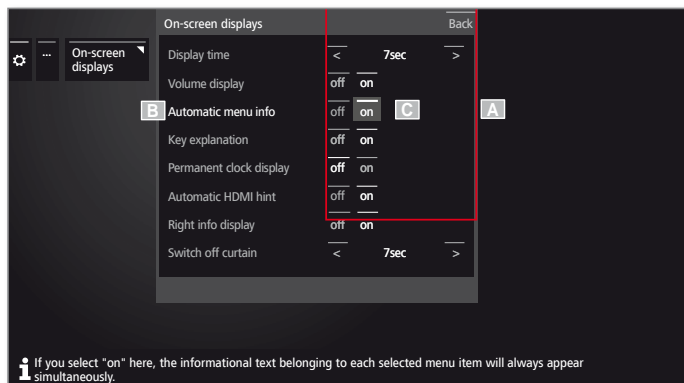 On-screen displays Back
... On-screen
displays
Display time < 7sec >
Volume display off on
B Automatic menu info off on C A
Key explanation off on
Permanent clock display off on
Automatic HDMI hint off on
Right info display off on
Switch off curtain < 7sec >
If you select "on" here, the informational text belonging to each selected menu item will always appear
simultaneously.